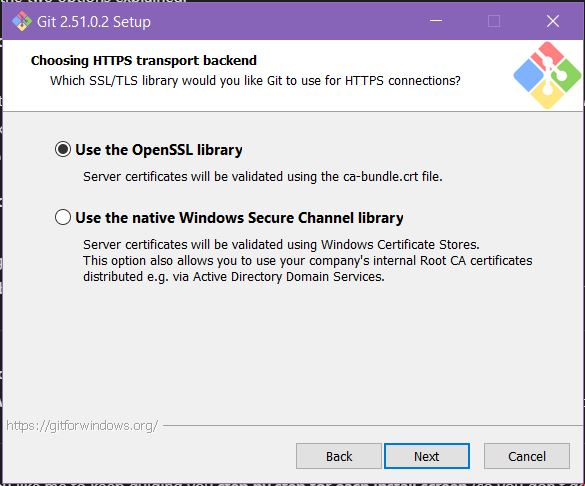 the two options explained.
Git 2.51.0.2 Setup
Choosing HTTPS transport backend
Which SSL/TLS library would you like Git to use for HTTPS connections?
Use the OpenSSL library
Server certificates will be validated using the ca-bundle.crt file.
Use the native Windows Secure Channel library
Server certificates will be validated using Windows Certificate Stores.
This option also allows you to use your company's internal Root CA certificates
distributed e.g. via Active Directory Domain Services.
https://gitforwindows.org/
Back
Next
Cancel